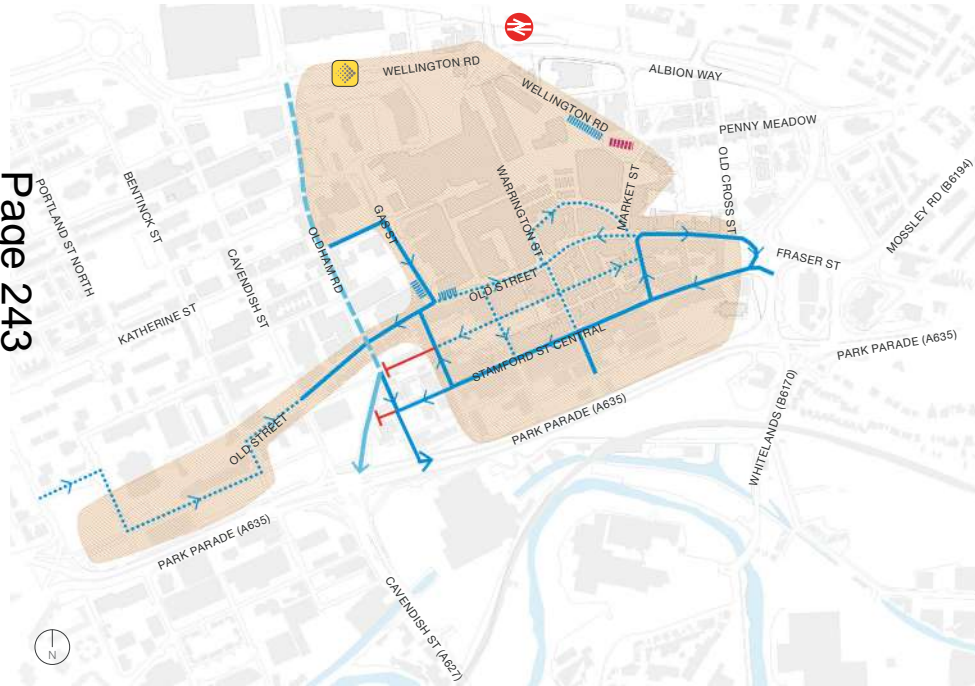 WELLINGTON RD
ALBION WAY
WELLINGTON RD
PENNY MEADOW
OLD CROSS ST
MARKET ST
WARRINGTON ST
MOSSLEY RD (B6194)
PORTLAND ST NORTH
BENTINCK ST
GAS ST
OLDHAM RD
CAVENDISH ST
FRASER ST
OLD STREET
KATHERINE ST
STAMFORD ST CENTRAL
PARK PARADE (A635)
PARK PARADE (A635)
WHITELANDS (B6170)
OLD STREET
PARK PARADE (A635)
CAVENDISH ST (A627)
N
Page 243